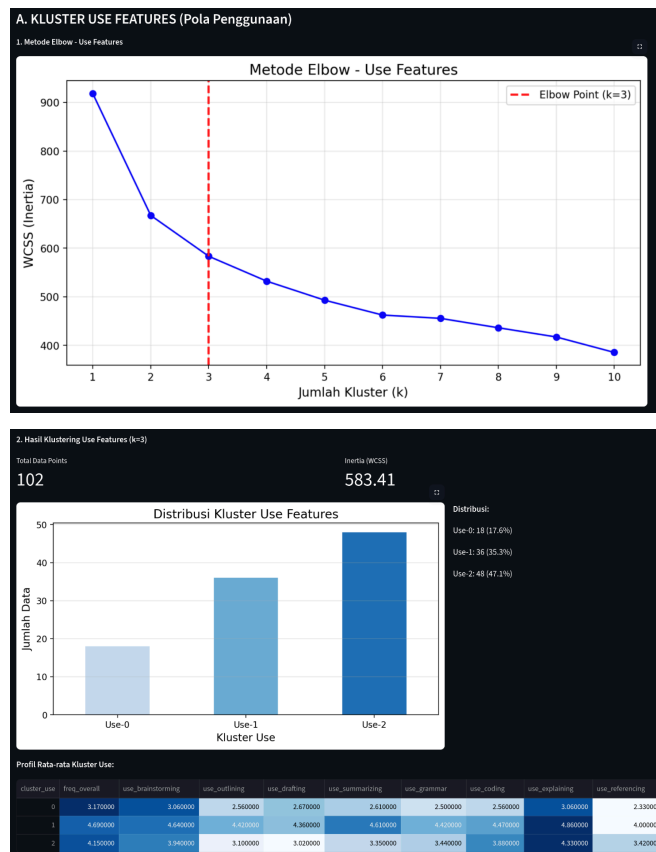 A. KLUSTER USE FEATURES (Pola Penggunaan)
1. Metode Elbow - Use Features
Metode Elbow - Use Features
Elbow Point (k=3)
WCSS (Inertia)
900
800
700
600
500
400
1 2 3 4 5 6 7 8 9 10
Jumlah Kluster (k)
2. Hasil Klustering Use Features (k=3)
Total Data Points Inertia (WCSS)
102 583.41
Distribusi Kluster Use Features
Jumlah Data
50
40
30
20
10
0
Use-0 Use-1 Use-2
Kluster Use
Distribusi:
Use-0: 18 (17.6%)
Use-1: 36 (35.3%)
Use-2: 48 (47.1%)
Profil Rata-rata Kluster Use:
cluster_use freq_overall use_brainstorming use_outlining use_drafting use_summarizing use_grammar use_coding use_explaining use_referencing
0 3.170000 3.060000 2.560000 2.670000 2.610000 2.500000 2.560000 3.060000 2.33000
1 4.690000 4.640000 4.420000 4.360000 4.610000 4.420000 4.470000 4.860000 4.00000
2 4.150000 3.940000 3.100000 3.020000 3.350000 3.440000 3.880000 4.330000 3.42000